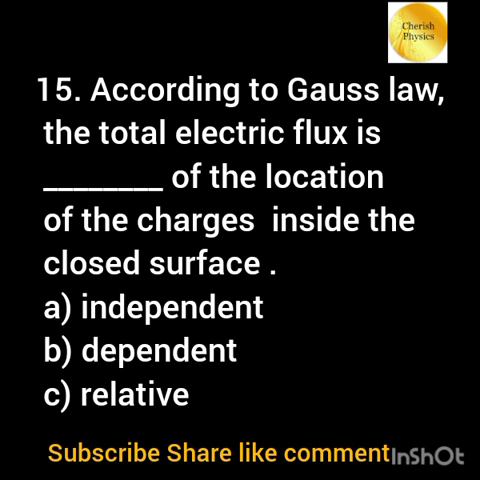 Cherish
Physics
15. According to Gauss law,
the total electric flux is
________ of the location
of the charges inside the
closed surface .
a) independent
b) dependent
c) relative
Subscribe Share like comment
InShOt